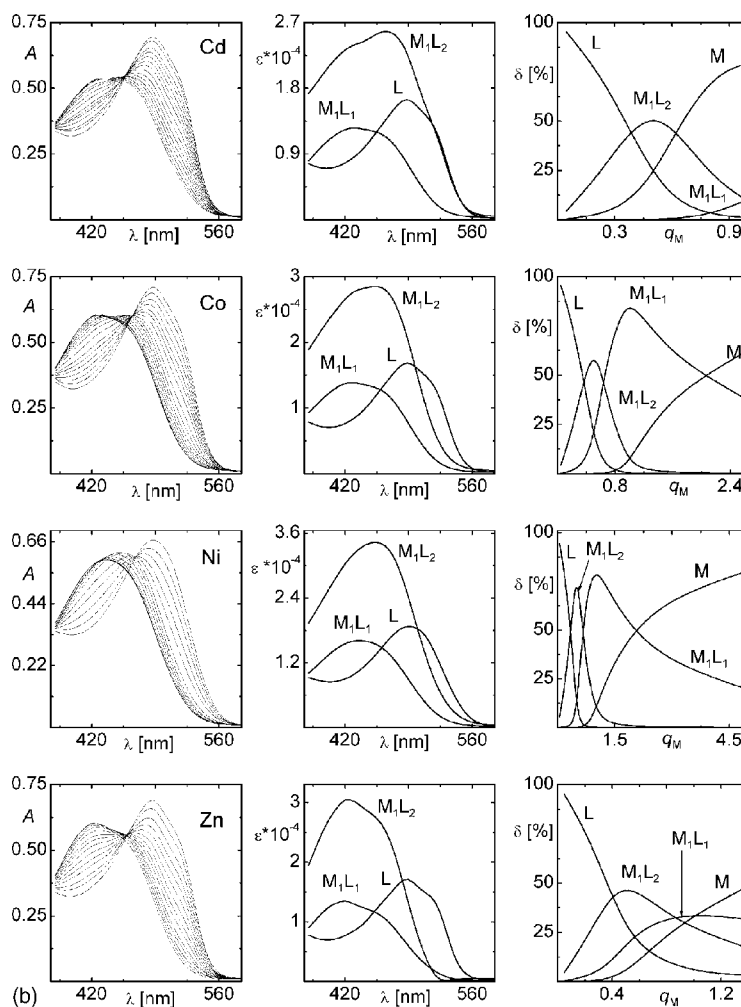 0.75
A
Cd
0.50
0.25
420
λ [nm]
560
2.7
ε*10⁻⁴
M₁L₂
1.8
L
M₁L₁
0.9
420
λ [nm]
560
100
L
δ [%]
M
M₁L₂
50
25
M₁L₁
0.3
qM
0.9
0.75
A
Co
0.50
0.25
420
λ [nm]
560
3
ε*10⁻⁴
M₁L₂
2
L
M₁L₁
1
420
λ [nm]
560
100
L
M₁L₁
δ [%]
M
50
M₁L₂
25
0.8
qM
2.4
0.66
Ni
A
0.44
0.22
420
λ [nm]
560
3.6
ε*10⁻⁴
M₁L₂
2.4
M₁L₁
L
1.2
420
λ [nm]
560
100
L
M₁L₂
δ [%]
M
50
25
M₁L₁
1.5
qM
4.5
0.75
A
Zn
0.50
0.25
420
λ [nm]
560
3
ε*10⁻⁴
M₁L₂
2
M₁L₁
L
1
420
λ [nm]
560
100
L
δ [%]
M₁L₁
M₁L₂
M
50
25
0.4
qM
1.2
(b)